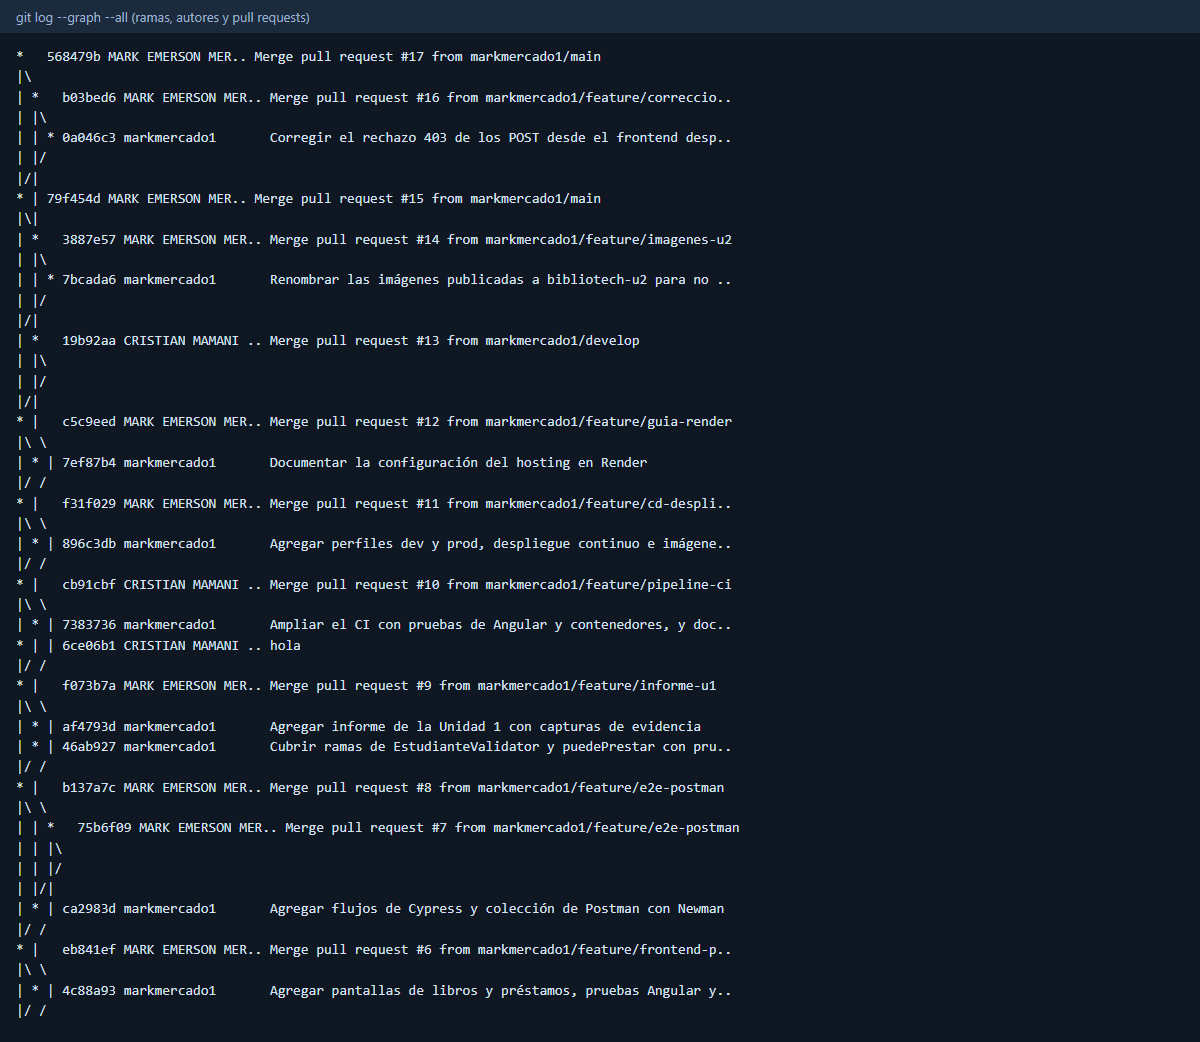 git log --graph --all (ramas, autores y pull requests)
*   568479b MARK EMERSON MER.. Merge pull request #17 from markmercado1/main
|\
| *   b03bed6 MARK EMERSON MER.. Merge pull request #16 from markmercado1/feature/correccio..
| |\
| | * 0a046c3 markmercado1       Corregir el rechazo 403 de los POST desde el frontend desp..
| |/
|/|
* | 79f454d MARK EMERSON MER.. Merge pull request #15 from markmercado1/main
|\|
| *   3887e57 MARK EMERSON MER.. Merge pull request #14 from markmercado1/feature/imagenes-u2
| |\
| | * 7bcada6 markmercado1       Renombrar las imágenes publicadas a bibliotech-u2 para no ..
| |/
|/|
| *   19b92aa CRISTIAN MAMANI .. Merge pull request #13 from markmercado1/develop
| |\
| |/
|/|
* |   c5c9eed MARK EMERSON MER.. Merge pull request #12 from markmercado1/feature/guia-render
|\ \
| * | 7ef87b4 markmercado1       Documentar la configuración del hosting en Render
|/ /
* |   f31f029 MARK EMERSON MER.. Merge pull request #11 from markmercado1/feature/cd-despli..
|\ \
| * | 896c3db markmercado1       Agregar perfiles dev y prod, despliegue continuo e imágene..
|/ /
* |   cb91cbf CRISTIAN MAMANI .. Merge pull request #10 from markmercado1/feature/pipeline-ci
|\ \
| * | 7383736 markmercado1       Ampliar el CI con pruebas de Angular y contenedores, y doc..
* | | 6ce06b1 CRISTIAN MAMANI .. hola
|/ /
* |   f073b7a MARK EMERSON MER.. Merge pull request #9 from markmercado1/feature/informe-u1
|\ \
| * | af4793d markmercado1       Agregar informe de la Unidad 1 con capturas de evidencia
| * | 46ab927 markmercado1       Cubrir ramas de EstudianteValidator y puedePrestar con pru..
|/ /
* |   b137a7c MARK EMERSON MER.. Merge pull request #8 from markmercado1/feature/e2e-postman
|\ \
| | *   75b6f09 MARK EMERSON MER.. Merge pull request #7 from markmercado1/feature/e2e-postman
| | |\
| | |/
| |/|
| * | ca2983d markmercado1       Agregar flujos de Cypress y colección de Postman con Newman
|/ /
* |   eb841ef MARK EMERSON MER.. Merge pull request #6 from markmercado1/feature/frontend-p..
|\ \
| * | 4c88a93 markmercado1       Agregar pantallas de libros y préstamos, pruebas Angular y..
|/ /